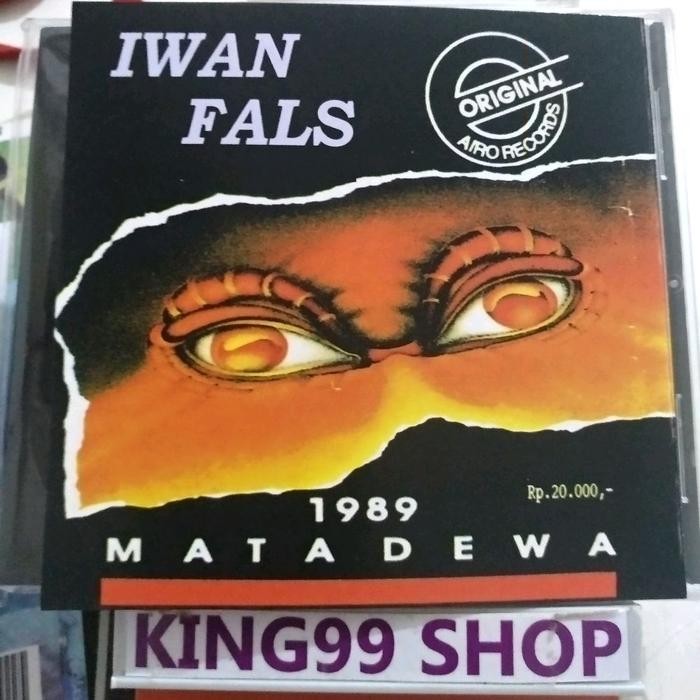 IWAN
FALS
ORIGINAL
AIRO RECORDS
Rp.20.000,-
1989
MATADEWA
KING99 SHOP